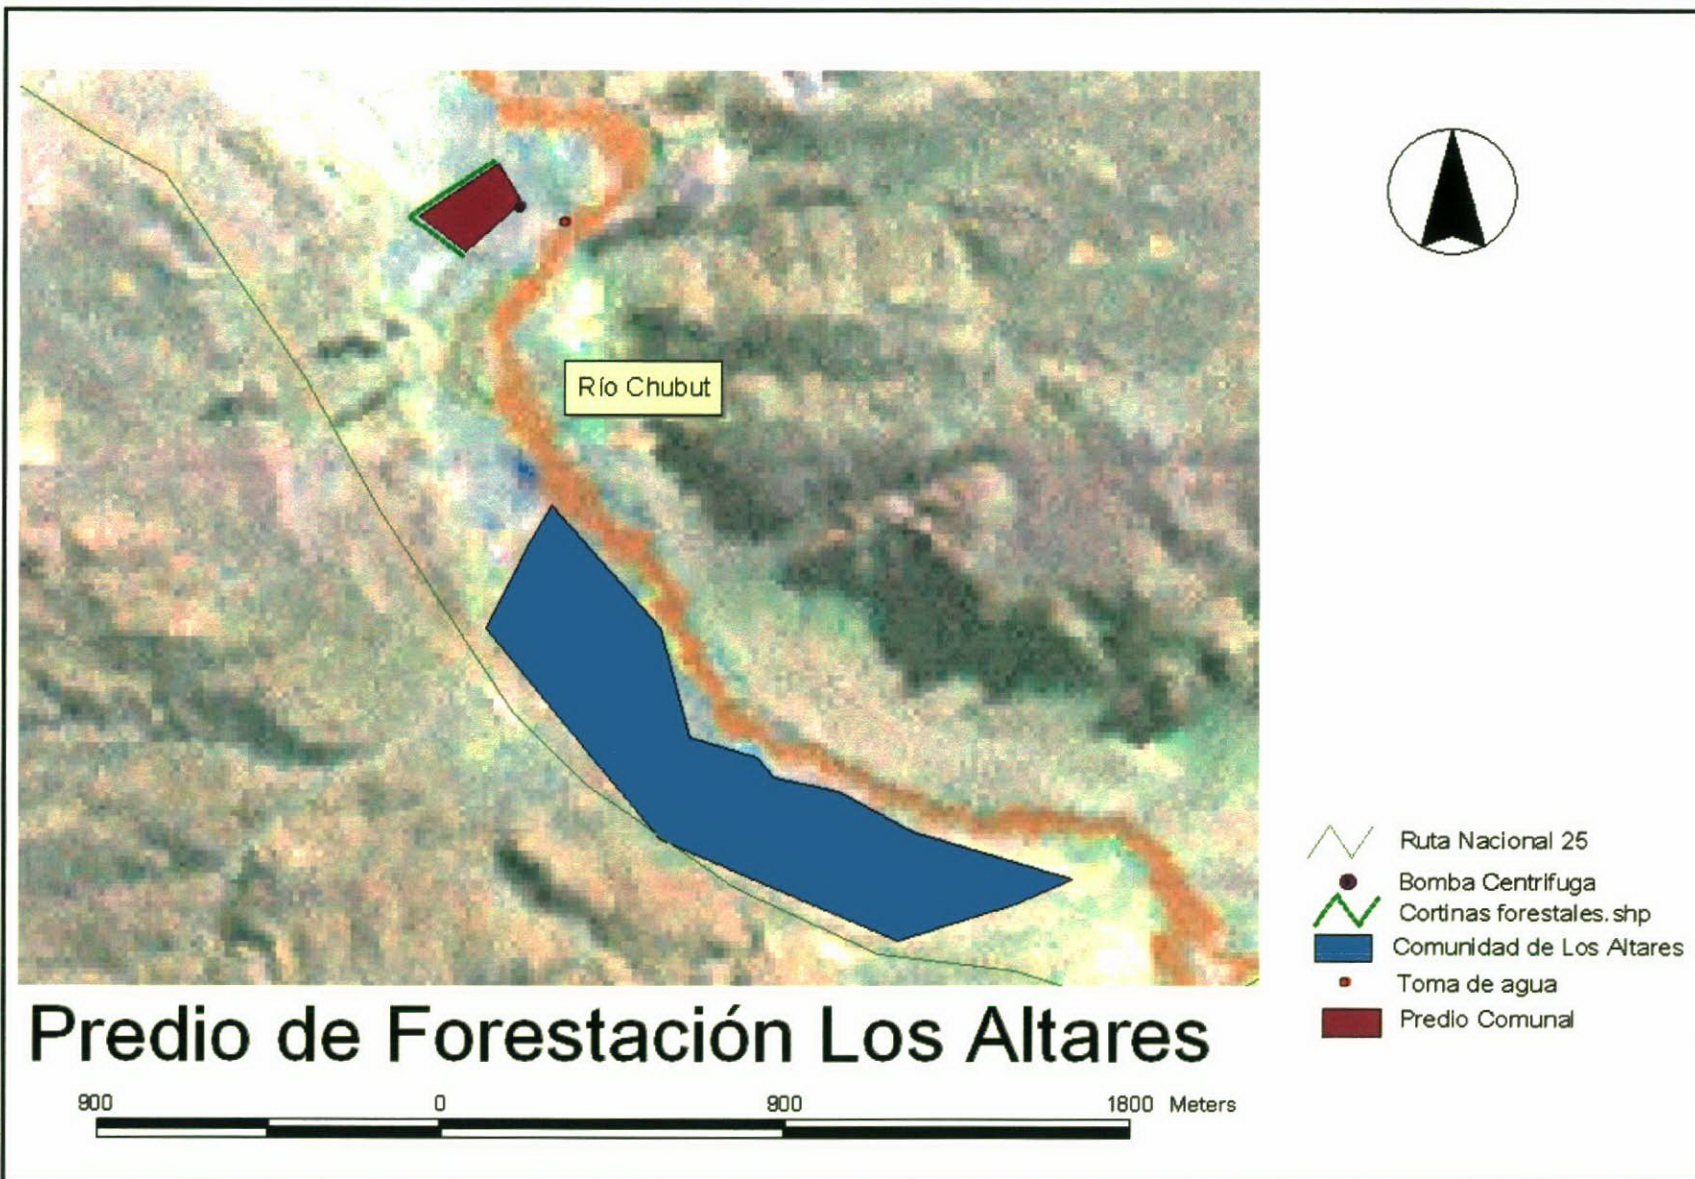 Río Chubut
Ruta Nacional 25
Bomba Centrifuga
Cortinas forestales.shp
Comunidad de Los Altares
Toma de agua
Predio Comunal
Predio de Forestación Los Altares
900 0 900 1800 Meters